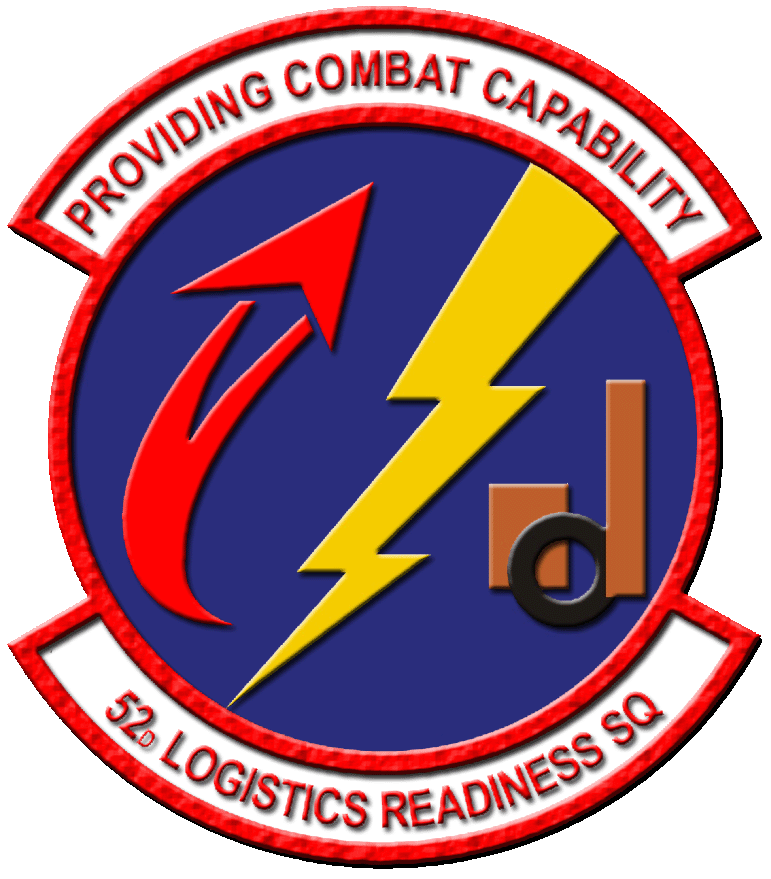 PROVIDING COMBAT CAPABILITY
52D LOGISTICS READINESS SQ